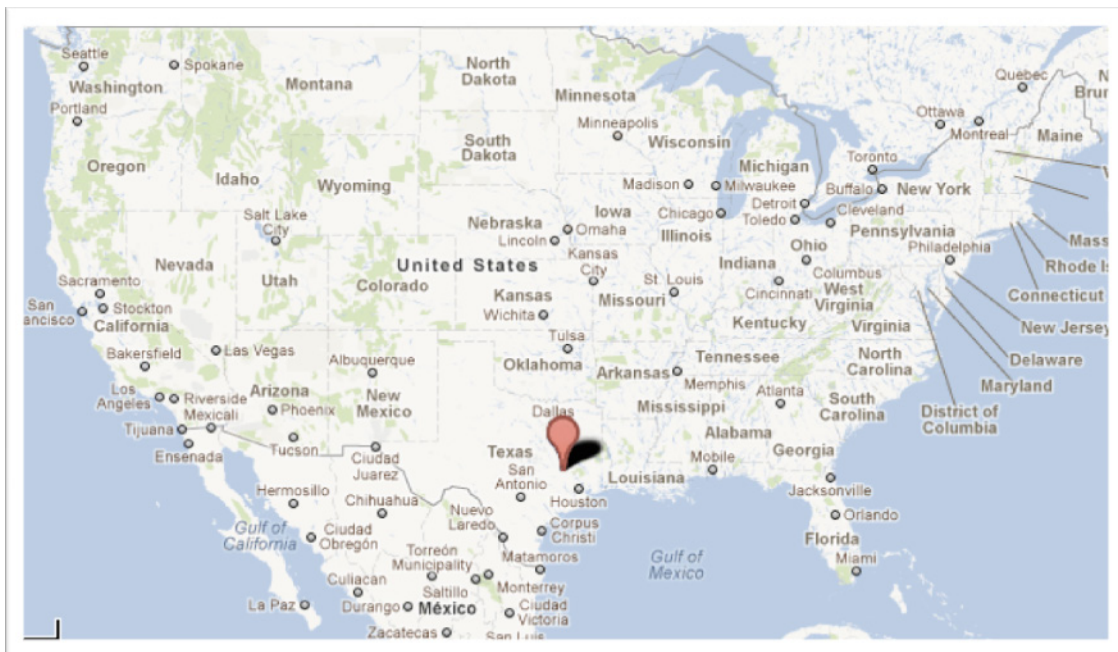 Seattle
Spokane
Washington
Montana
North
Dakota
Minnesota
Quebec
Portland
Minneapolis
Ottawa
Montreal
Maine
Oregon
Idaho
South
Dakota
Wisconsin
Michigan
Toronto
Wyoming
Madison
Milwaukee
Buffalo
New York
Salt Lake
City
Nebraska
Iowa
Chicago
Detroit
Toledo
Cleveland
Lincoln
Omaha
Illinois
Ohio
Pennsylvania
Philadelphia
Mass
Nevada
Utah
United States
Colorado
Kansas
City
St. Louis
Indiana
Columbus
Rhode Is
Sacramento
Stockton
San
ancisco
California
Kansas
Missouri
Cincinnati
West
Virginia
Connecticut
Wichita
Kentucky
Virginia
New Jersey
Bakersfield
Las Vegas
Albuquerque
Tulsa
Oklahoma
Arkansas
Tennessee
Memphis
North
Carolina
Delaware
Maryland
Los
Angeles
Riverside
Mexicali
Arizona
Phoenix
New
Mexico
Dallas
Mississippi
Atlanta
South
Carolina
District of
Columbia
Tijuana
Ensenada
Tucson
Ciudad
Juarez
Texas
San
Antonio
Houston
Louisiana
Alabama
Mobile
Georgia
Jacksonville
Hermosillo
Chihuahua
Nuevo
Laredo
Corpus
Christi
Orlando
Gulf of
California
Ciudad
Obregón
Torreón
Municipality
Matamoros
Gulf of
Mexico
Florida
Miami
Culiacan
Saltillo
Monterrey
La Paz
Durango
México
Ciudad
Victoria
Zacatecas
San Luis